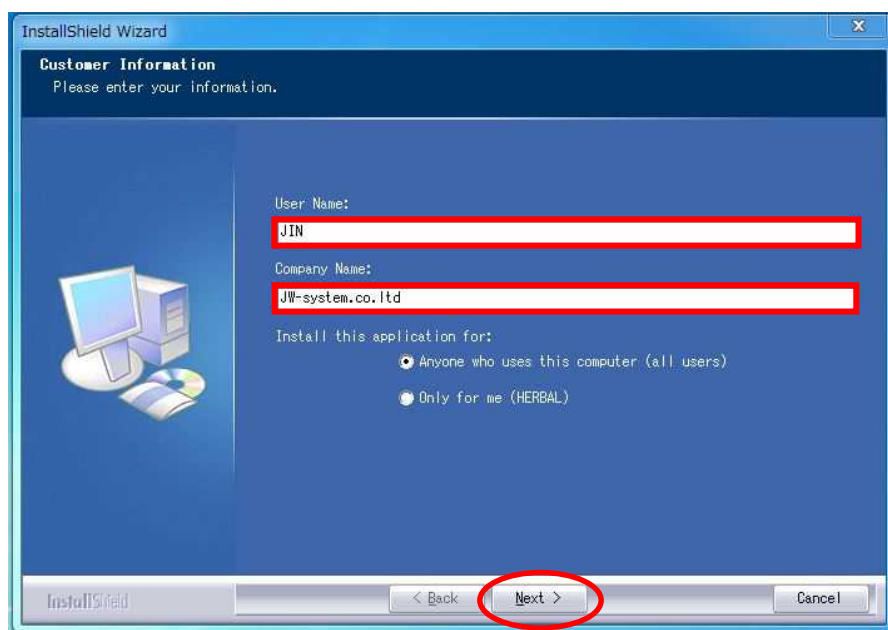 InstallShield Wizard
Customer Information
Please enter your information.
User Name:
JIN
Company Name:
JW-system.co.ltd
Install this application for:
Anyone who uses this computer (all users)
Only for me (HERBAL)
InstallShield
< Back
Next >
Cancel